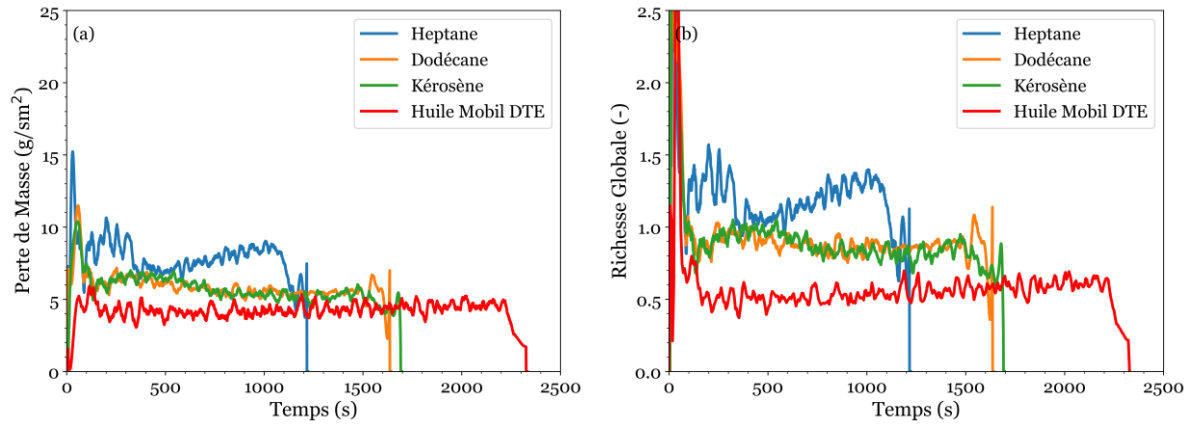 (a)
Heptane
Dodécane
Kérosène
Huile Mobil DTE
Perte de Masse (g/sm²)
25
20
15
10
5
0
0 500 1000 1500 2000 2500
Temps (s)
(b)
Heptane
Dodécane
Kérosène
Huile Mobil DTE
Richesse Globale (-)
2.5
2.0
1.5
1.0
0.5
0.0
0 500 1000 1500 2000 2500
Temps (s)